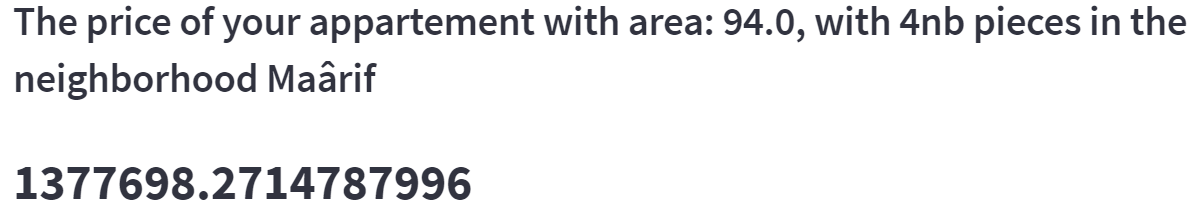 The price of your appartement with area: 94.0, with 4nb pieces in the
neighborhood Maârif
1377698.2714787996